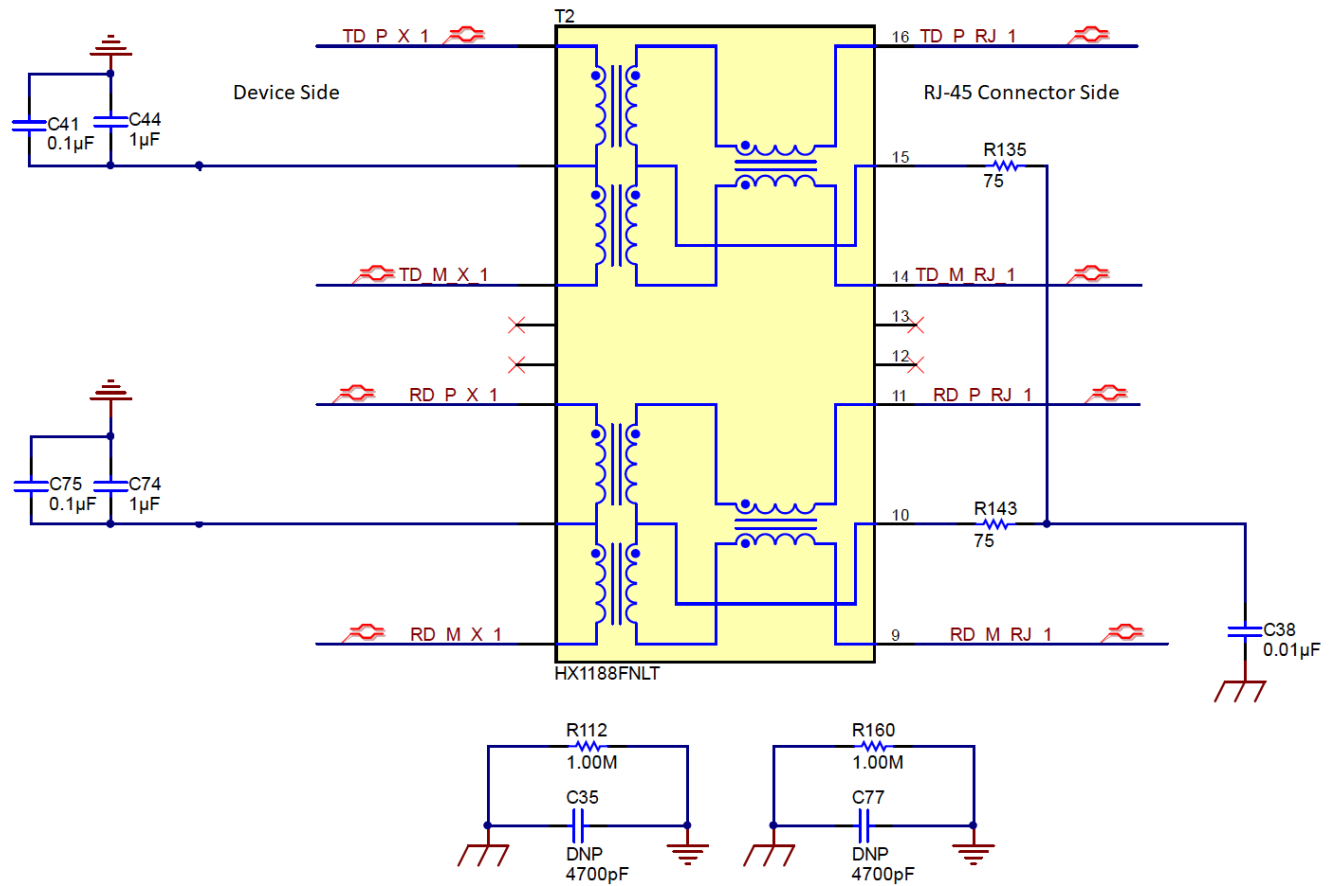 T2
TD_P_X_1
16 TD_P_RJ_1
Device Side
RJ-45 Connector Side
C41
0.1µF
C44
1µF
15
R135
75
TD_M_X_1
14 TD_M_RJ_1
13
12
RD_P_X_1
11 RD_P_RJ_1
C75
0.1µF
C74
1µF
10
R143
75
RD_M_X_1
9 RD_M_RJ_1
C38
0.01µF
HX1188FNLT
R112
1.00M
C35
DNP
4700pF
R160
1.00M
C77
DNP
4700pF